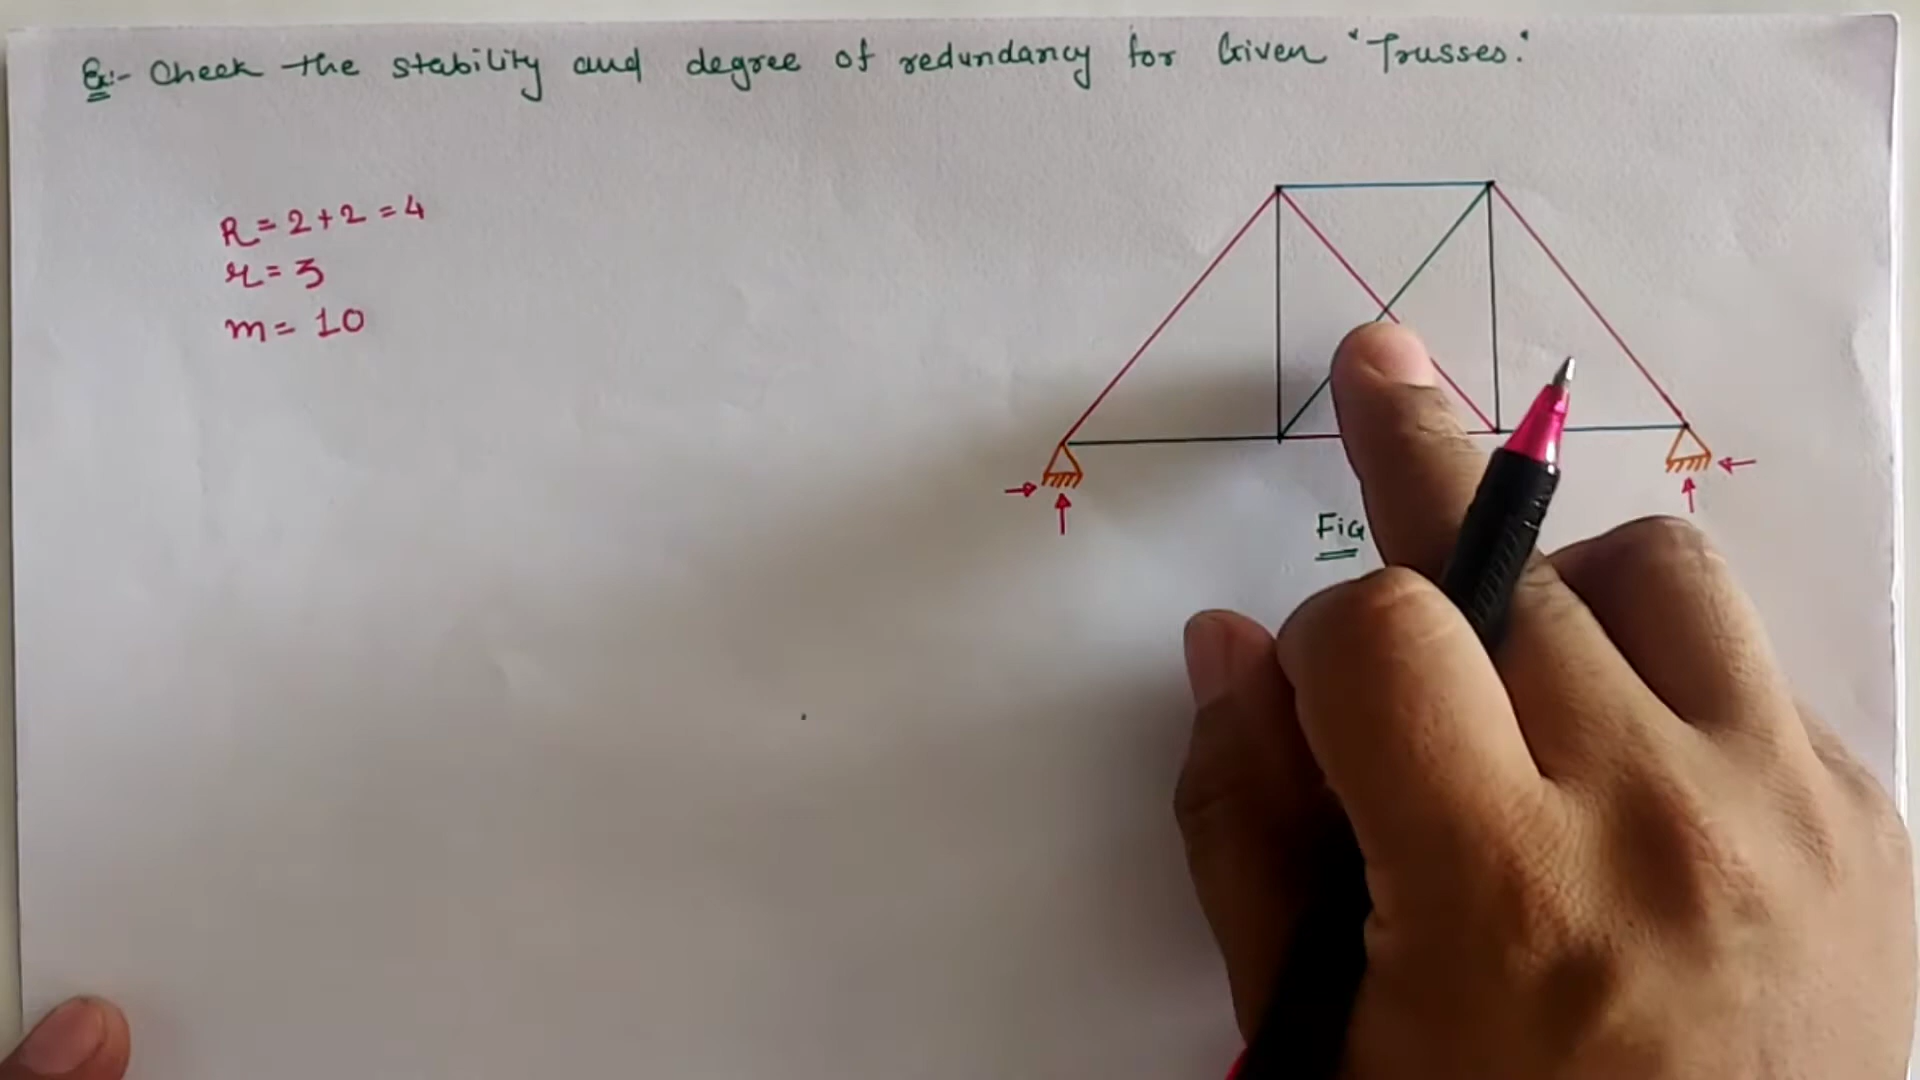 Ex:- Check the stability and degree of redundancy for Given "Trusses."
R = 2 + 2 = 4
r = 3
m = 10
Fig